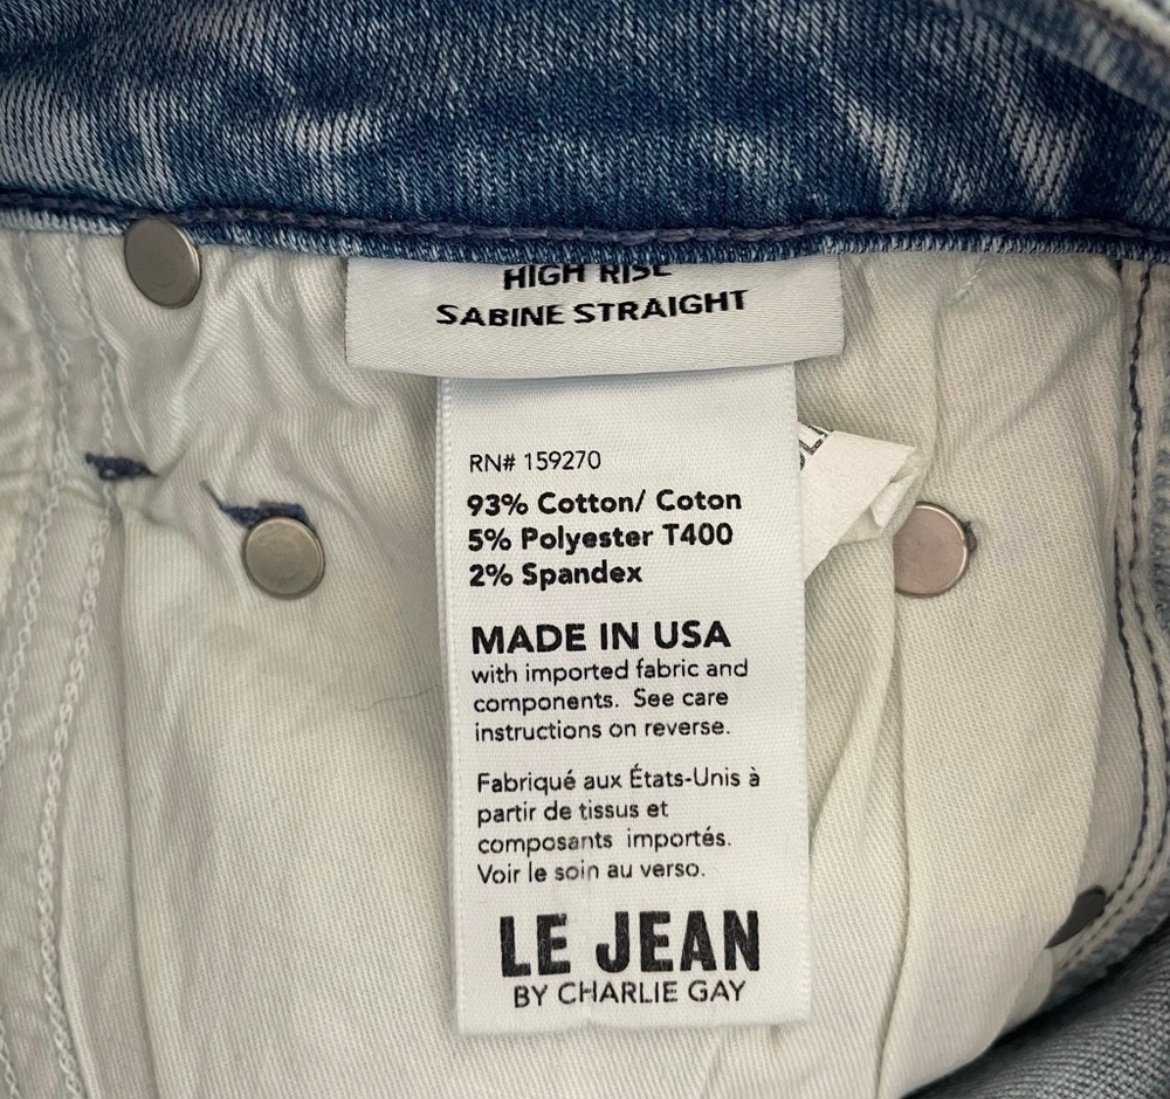 HIGH RISE
SABINE STRAIGHT
RN# 159270
93% Cotton/ Coton
5% Polyester T400
2% Spandex
MADE IN USA
with imported fabric and
components. See care
instructions on reverse.
Fabriqué aux États-Unis à
partir de tissus et
composants importés.
Voir le soin au verso.
LE JEAN
BY CHARLIE GAY